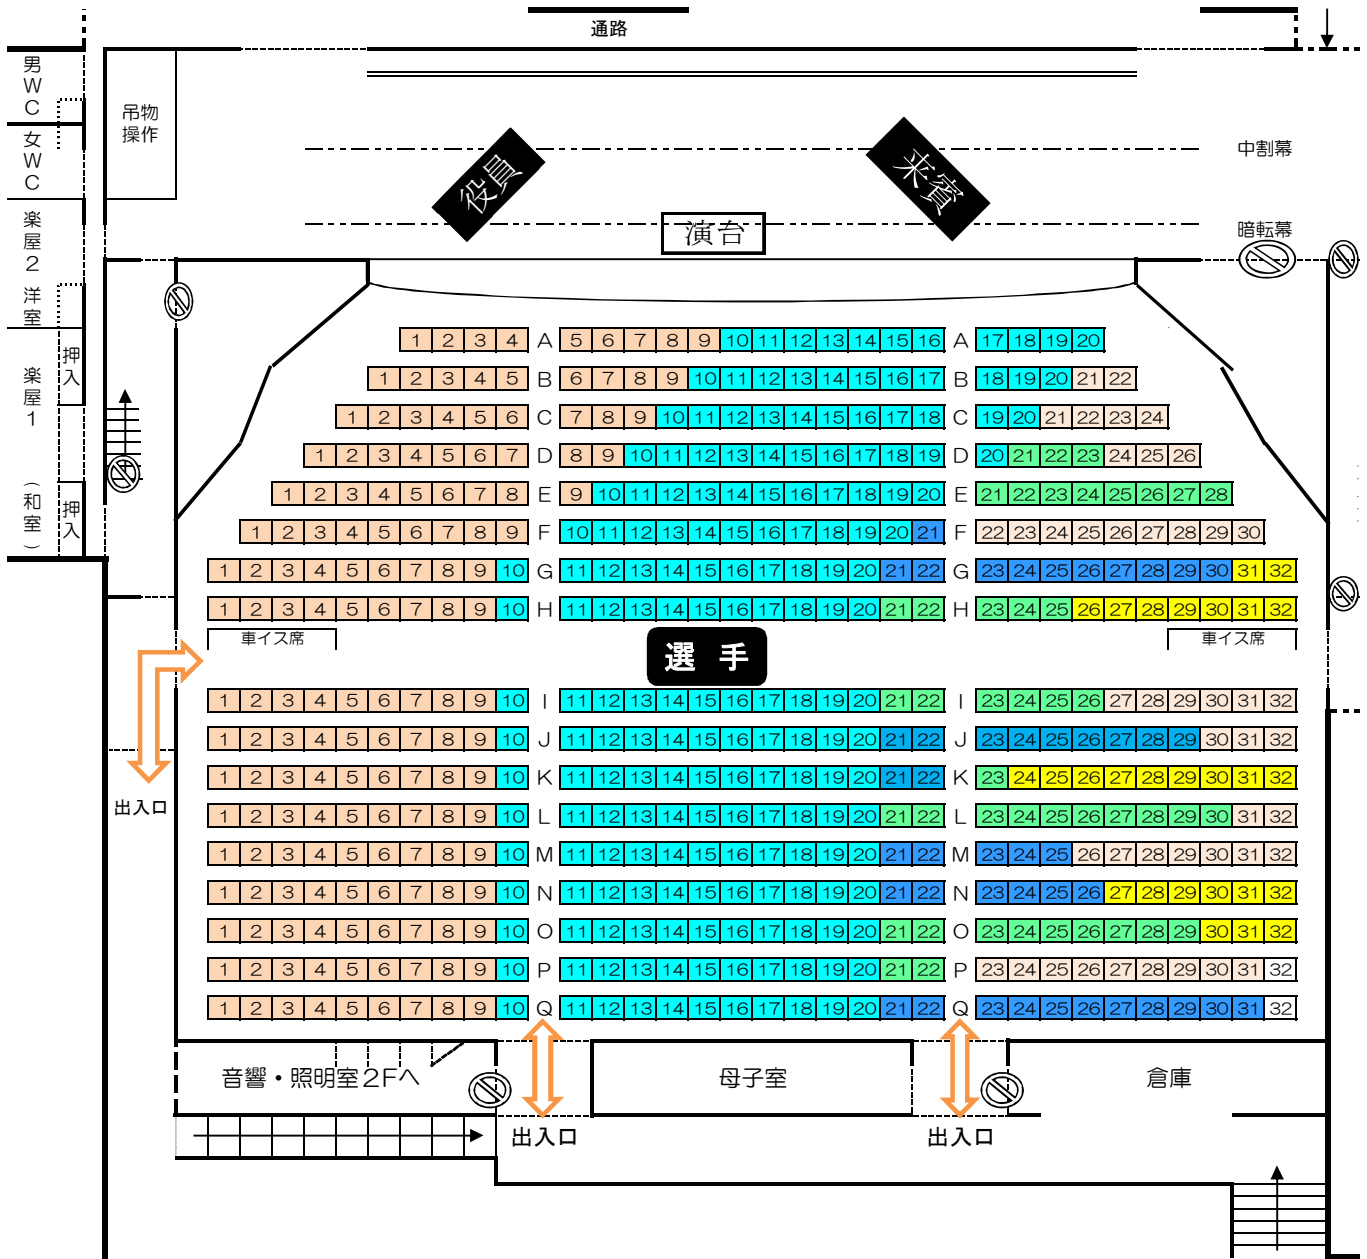 通路
男WC
女WC
楽屋2 洋室
楽屋1 (和室)
押入
押入
吊物
操作
中割幕
暗転幕
役員
来賓
演台
1 2 3 4 A 5 6 7 8 9 10 11 12 13 14 15 16 A 17 18 19 20
1 2 3 4 5 B 6 7 8 9 10 11 12 13 14 15 16 17 B 18 19 20 21 22
1 2 3 4 5 6 C 7 8 9 10 11 12 13 14 15 16 17 18 C 19 20 21 22 23 24
1 2 3 4 5 6 7 D 8 9 10 11 12 13 14 15 16 17 18 19 D 20 21 22 23 24 25 26
1 2 3 4 5 6 7 8 E 9 10 11 12 13 14 15 16 17 18 19 20 E 21 22 23 24 25 26 27 28
1 2 3 4 5 6 7 8 9 F 10 11 12 13 14 15 16 17 18 19 20 21 F 22 23 24 25 26 27 28 29 30
1 2 3 4 5 6 7 8 9 10 G 11 12 13 14 15 16 17 18 19 20 21 22 G 23 24 25 26 27 28 29 30 31 32
1 2 3 4 5 6 7 8 9 10 H 11 12 13 14 15 16 17 18 19 20 21 22 H 23 24 25 26 27 28 29 30 31 32
車イス席 車イス席
選手
1 2 3 4 5 6 7 8 9 10 I 11 12 13 14 15 16 17 18 19 20 21 22 I 23 24 25 26 27 28 29 30 31 32
1 2 3 4 5 6 7 8 9 10 J 11 12 13 14 15 16 17 18 19 20 21 22 J 23 24 25 26 27 28 29 30 31 32
1 2 3 4 5 6 7 8 9 10 K 11 12 13 14 15 16 17 18 19 20 21 22 K 23 24 25 26 27 28 29 30 31 32
出入口
1 2 3 4 5 6 7 8 9 10 L 11 12 13 14 15 16 17 18 19 20 21 22 L 23 24 25 26 27 28 29 30 31 32
1 2 3 4 5 6 7 8 9 10 M 11 12 13 14 15 16 17 18 19 20 21 22 M 23 24 25 26 27 28 29 30 31 32
1 2 3 4 5 6 7 8 9 10 N 11 12 13 14 15 16 17 18 19 20 21 22 N 23 24 25 26 27 28 29 30 31 32
1 2 3 4 5 6 7 8 9 10 O 11 12 13 14 15 16 17 18 19 20 21 22 O 23 24 25 26 27 28 29 30 31 32
1 2 3 4 5 6 7 8 9 10 P 11 12 13 14 15 16 17 18 19 20 21 22 P 23 24 25 26 27 28 29 30 31 32
1 2 3 4 5 6 7 8 9 10 Q 11 12 13 14 15 16 17 18 19 20 21 22 Q 23 24 25 26 27 28 29 30 31 32
音響・照明室2Fへ
母子室
倉庫
出入口
出入口